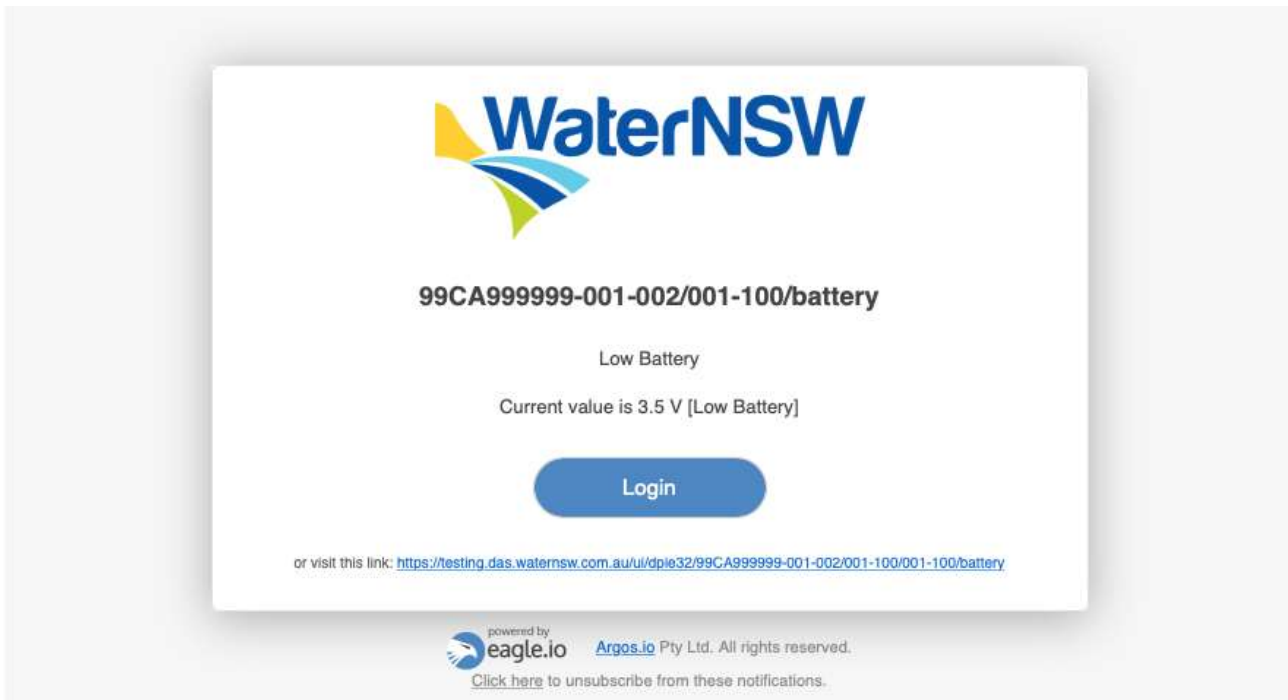 WaterNSW
99CA999999-001-002/001-100/battery
Low Battery
Current value is 3.5 V [Low Battery]
Login
or visit this link: https://testing.das.waternsw.com.au/ui/dpie32/99CA999999-001-002/001-100/001-100/battery
powered by
eagle.io Argos.io Pty Ltd. All rights reserved.
Click here to unsubscribe from these notifications.